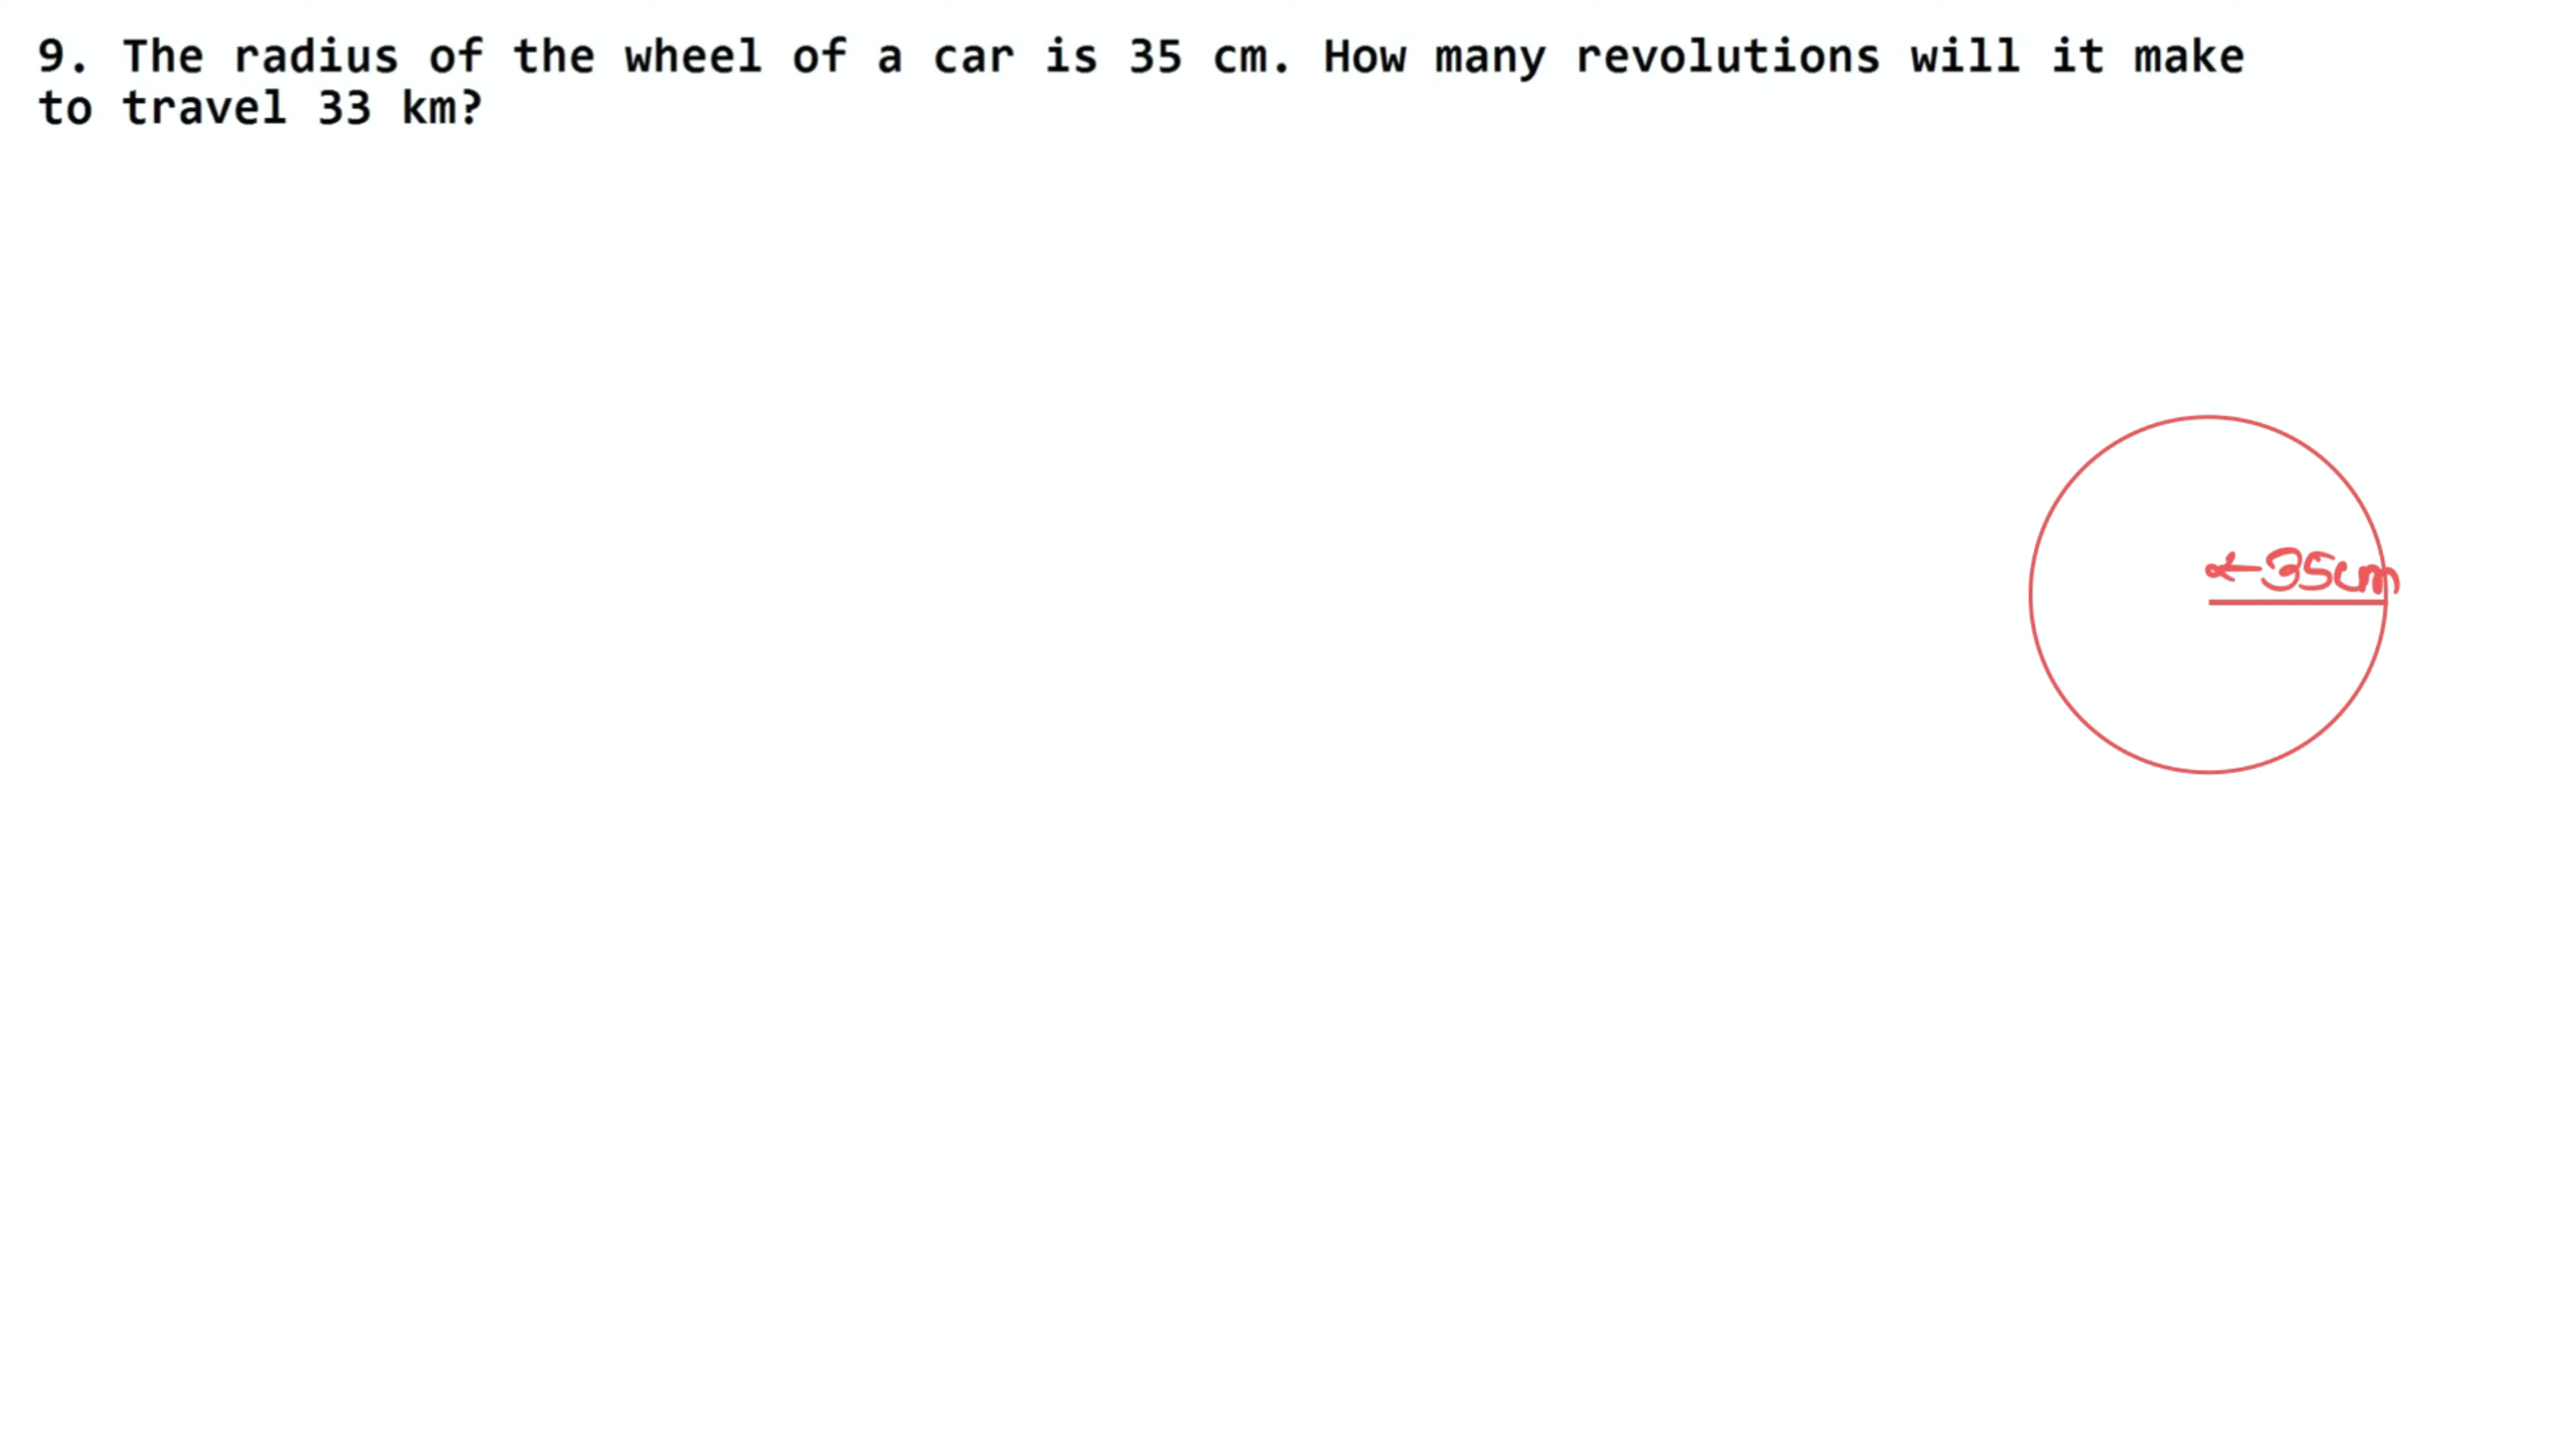 9. The radius of the wheel of a car is 35 cm. How many revolutions will it make
to travel 33 km?
35cm